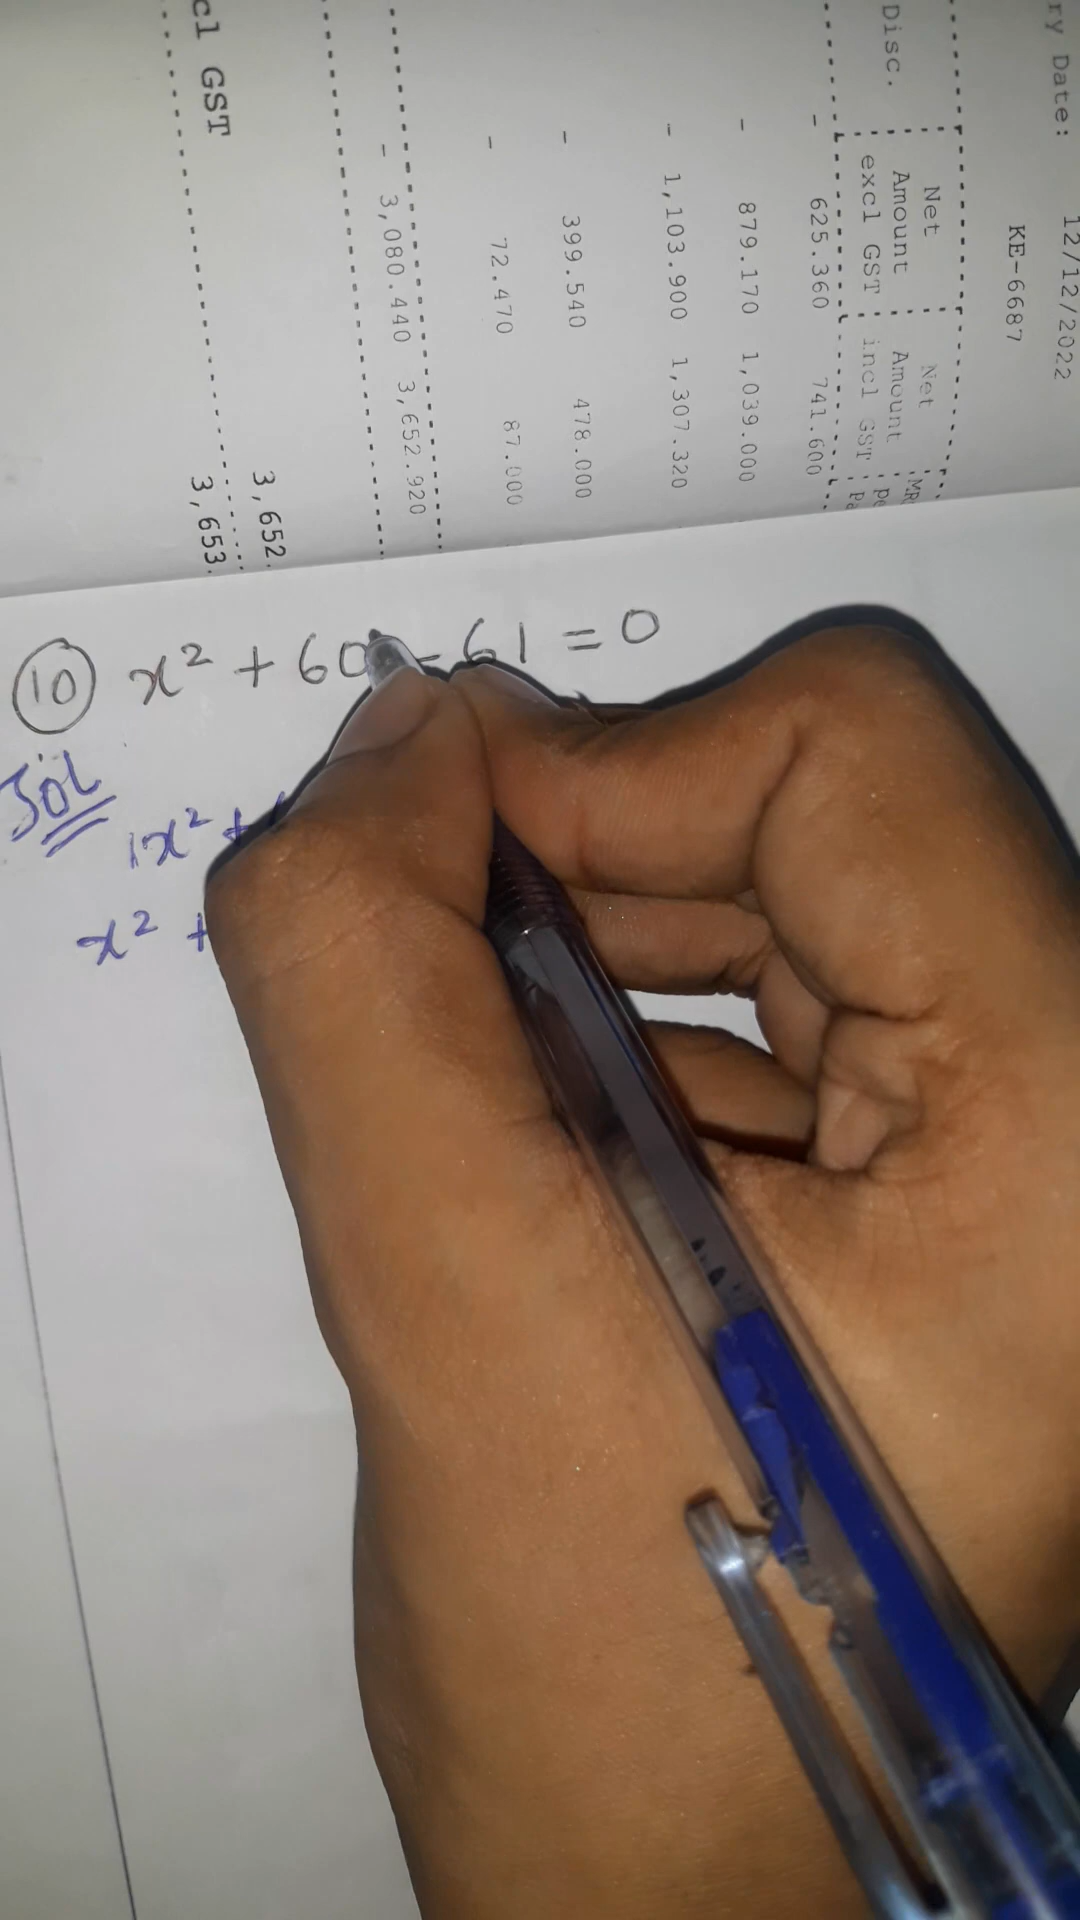 ry Date: 12/12/2022
KE-6687
Net Net
Disc. Amount Amount
excl GST incl GST
- 625.360 741.600
- 879.170 1,039.000
- 1,103.900 1,307.320
- 399.540 478.000
- 72.470 87.000
- 3,080.440 3,652.920
3,652.
cl GST 3,653.
10 x² + 60 - 61 = 0
Sol
1x² +
x² +